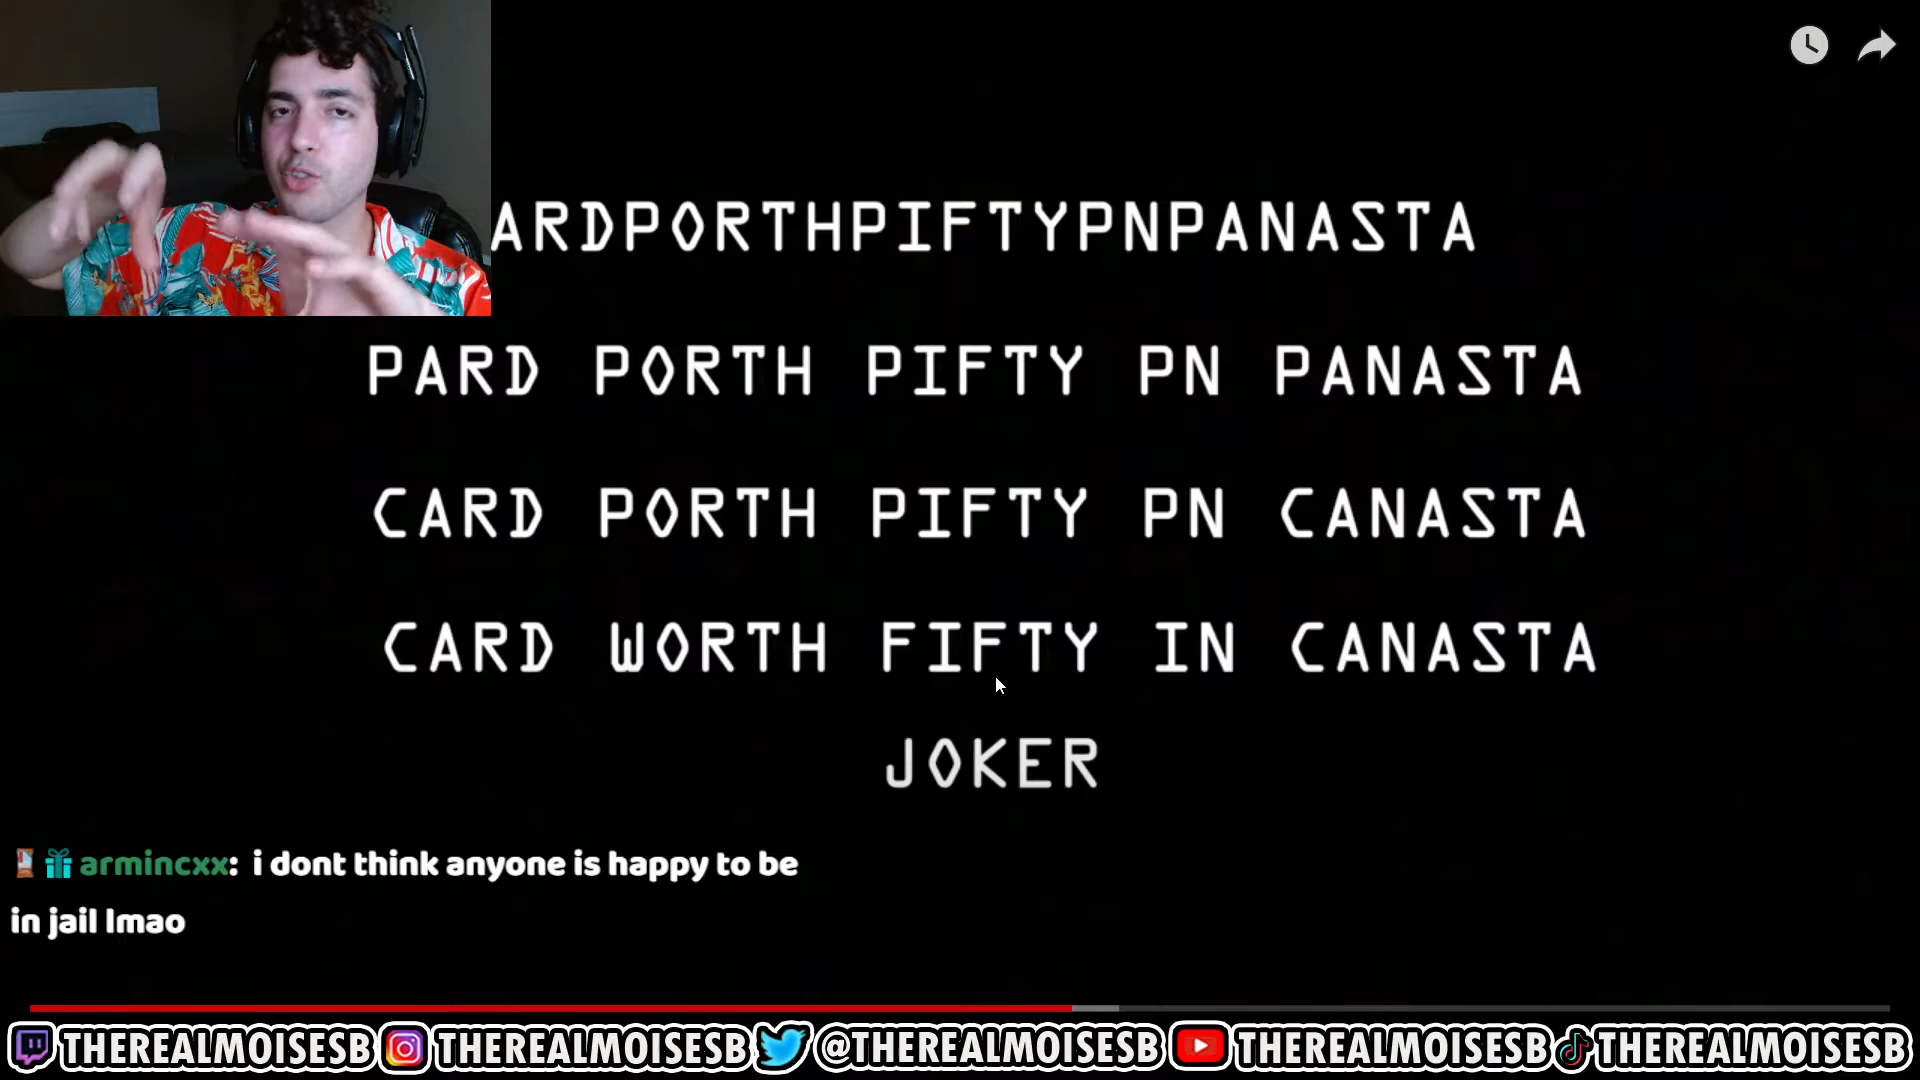 ARDPORTHPIFTYPNPANASTA
PARD PORTH PIFTY PN PANASTA
CARD PORTH PIFTY PN CANASTA
CARD WORTH FIFTY IN CANASTA
JOKER
armincxx: i dont think anyone is happy to be
in jail lmao
THEREALMOISESB THEREALMOISESB @THEREALMOISESB THEREALMOISESB THEREALMOISESB